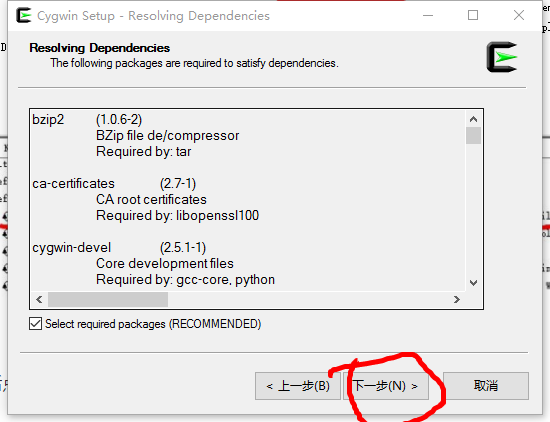 Cygwin Setup - Resolving Dependencies
Resolving Dependencies
The following packages are required to satisfy dependencies.
bzip2 (1.0.6-2)
BZip file de/compressor
Required by: tar
ca-certificates (2.7-1)
CA root certificates
Required by: libopenssl100
cygwin-devel (2.5.1-1)
Core development files
Required by: gcc-core, python
Select required packages (RECOMMENDED)
< 上一步(B) 下一步(N) > 取消